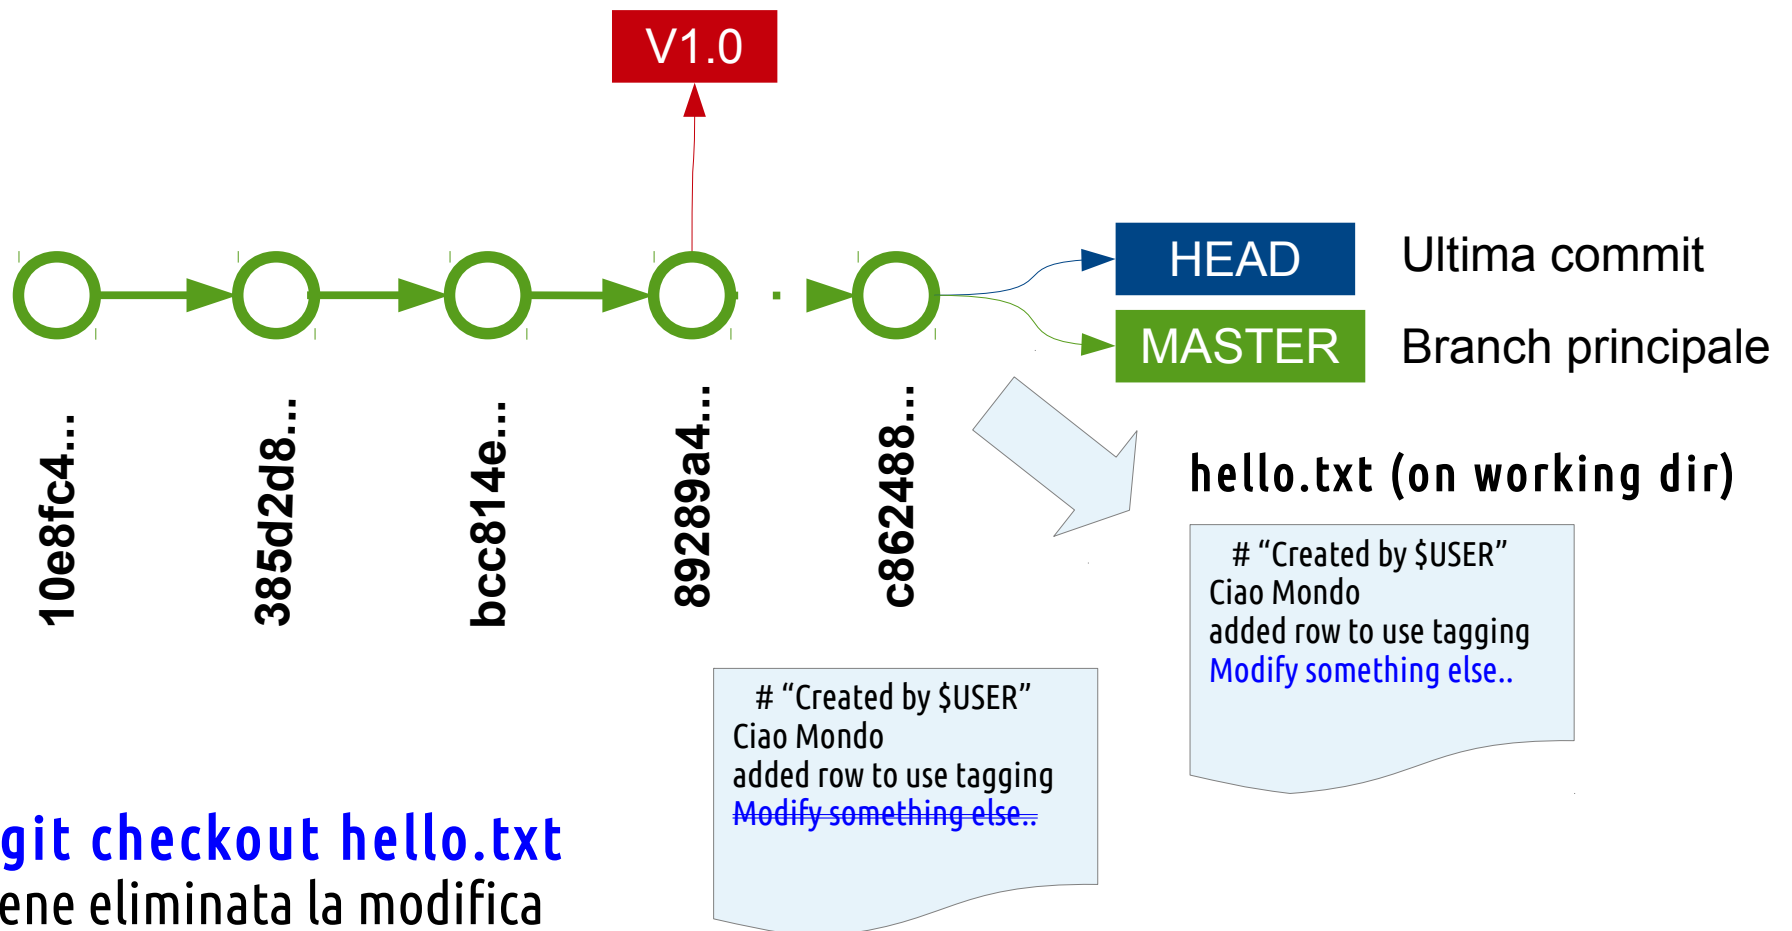 V1.0
HEAD
Ultima commit
MASTER
Branch principale
10e8fc4...
385d2d8...
bcc814e...
89289a4...
c862488...
hello.txt (on working dir)
# “Created by $USER”
Ciao Mondo
added row to use tagging
Modify something else..
# “Created by $USER”
Ciao Mondo
added row to use tagging
Modify something else..
git checkout hello.txt
ene eliminata la modifica